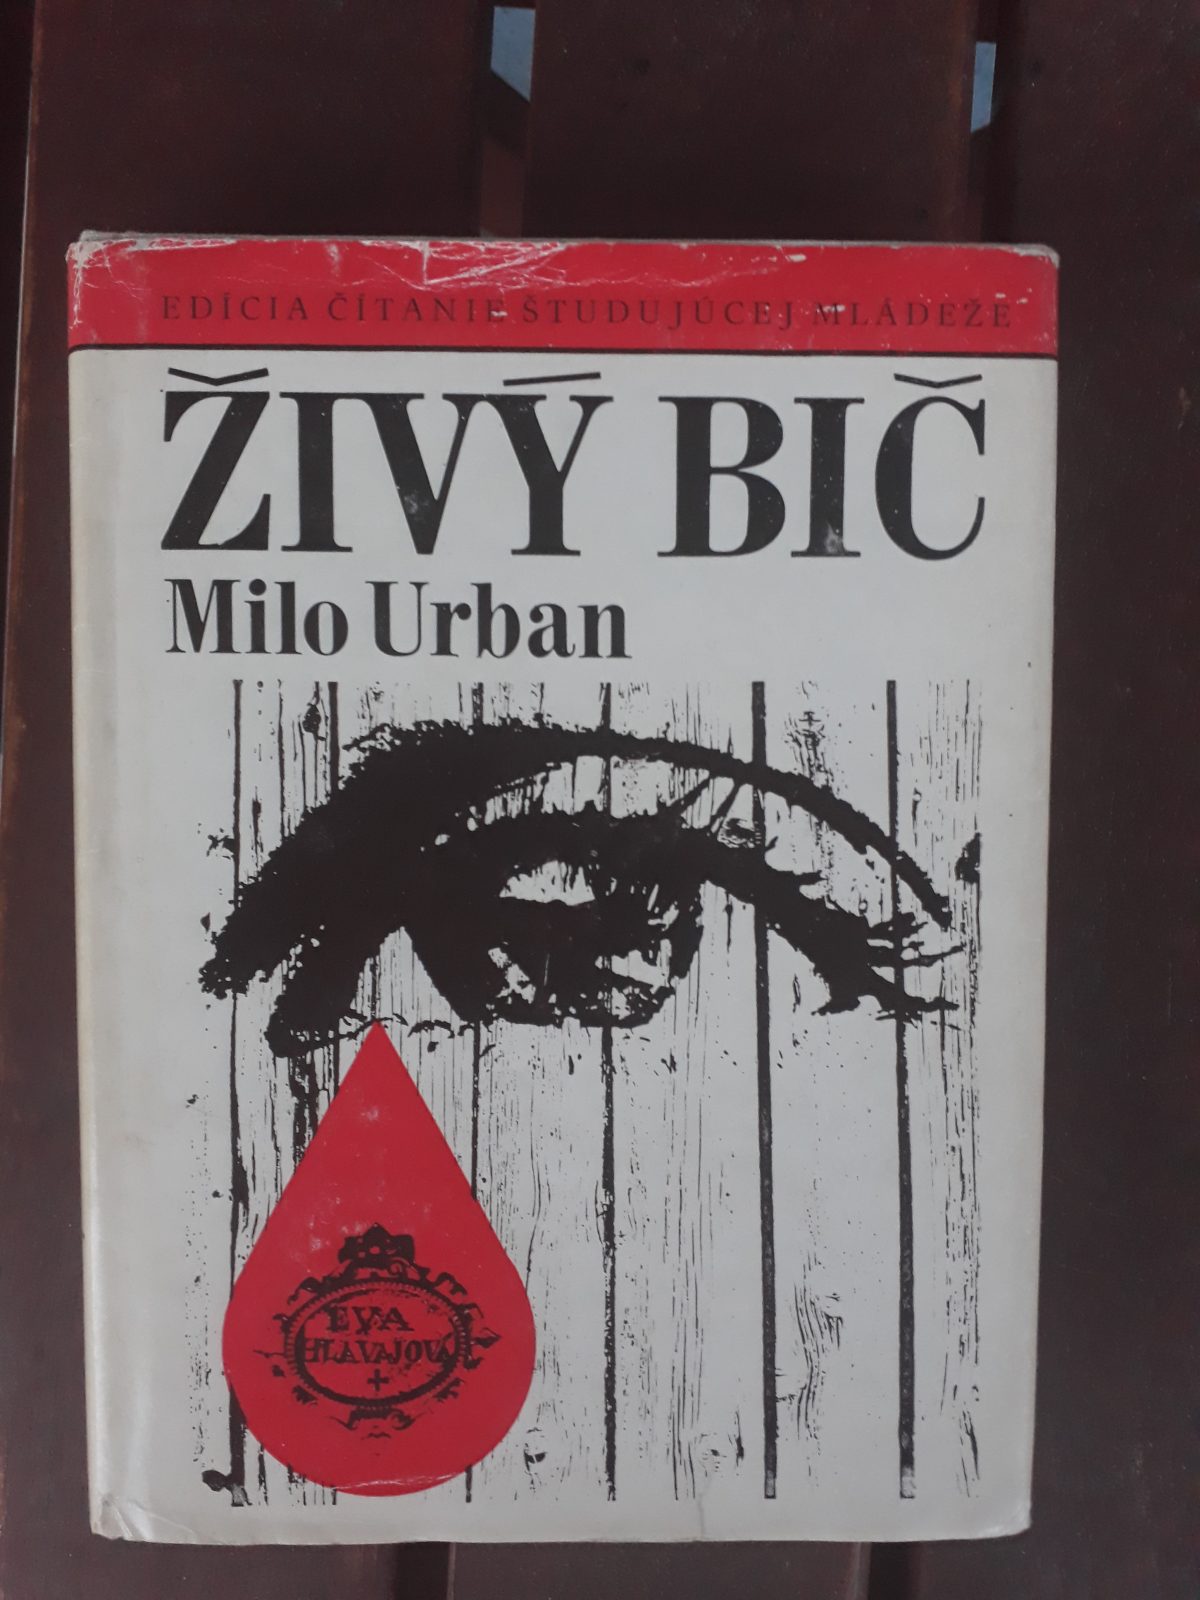 EDÍCIA ČÍTANIE ŠTUDUJÚCEJ MLÁDEŽE
ŽIVÝ BIČ
Milo Urban
EVA
HLAVAJOVÁ
+